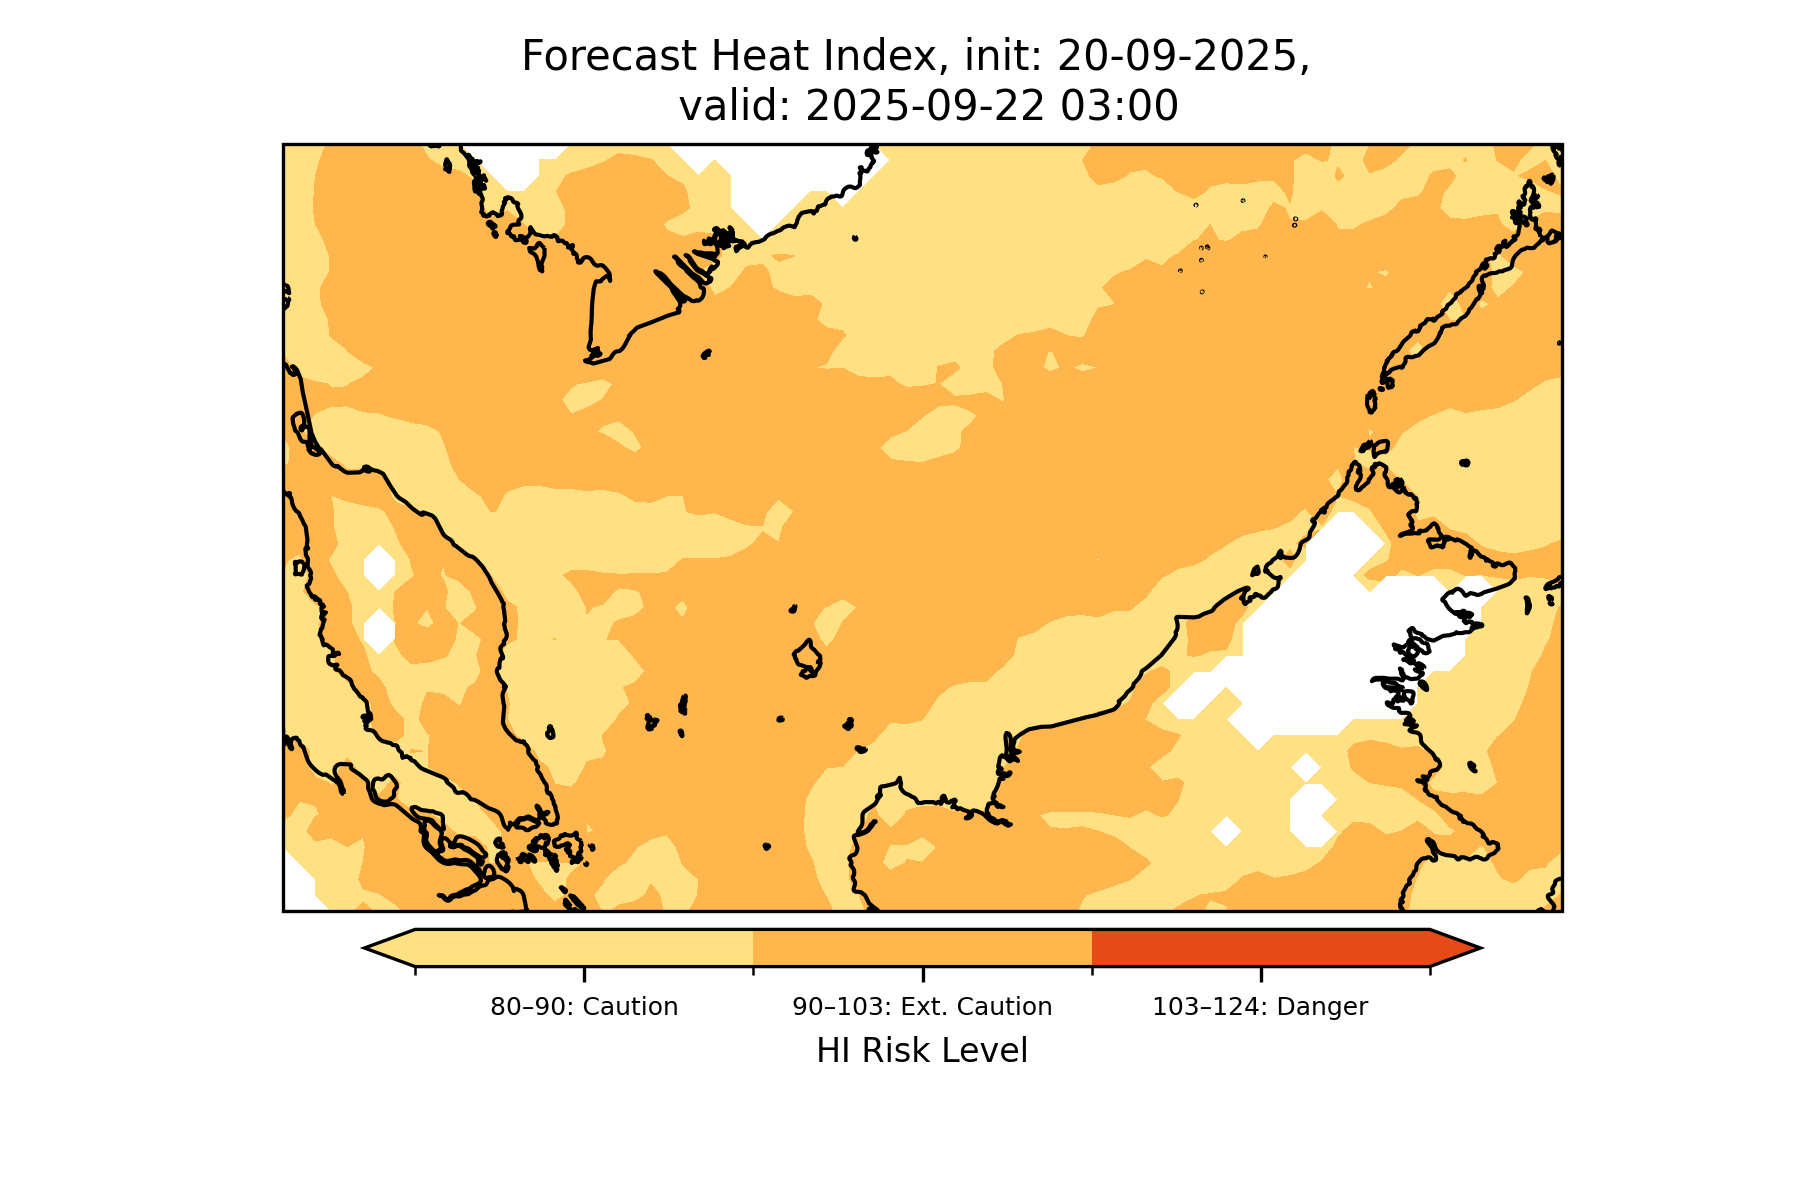 Forecast Heat Index, init: 20-09-2025,
valid: 2025-09-22 03:00
80–90: Caution
90–103: Ext. Caution
103–124: Danger
HI Risk Level